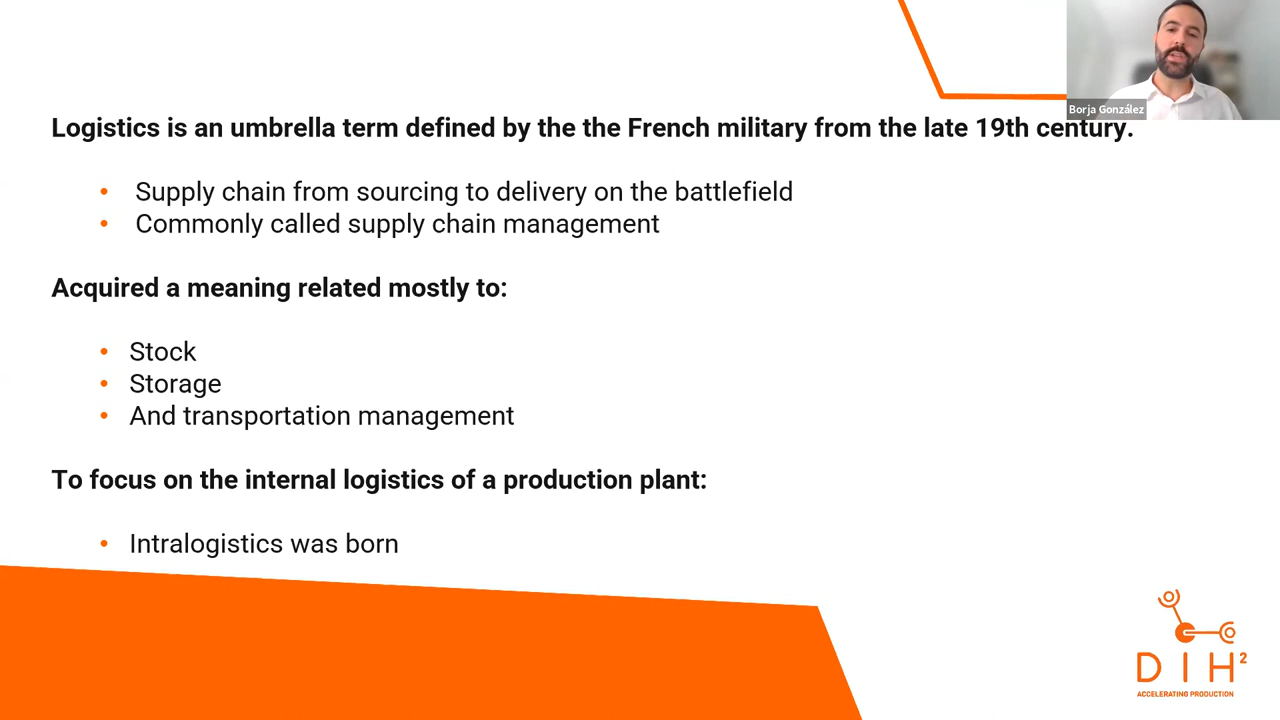 Borja González
Logistics is an umbrella term defined by the the French military from the late 19th century.
• Supply chain from sourcing to delivery on the battlefield
• Commonly called supply chain management
Acquired a meaning related mostly to:
• Stock
• Storage
• And transportation management
To focus on the internal logistics of a production plant:
• Intralogistics was born
DIH²
ACCELERATING PRODUCTION